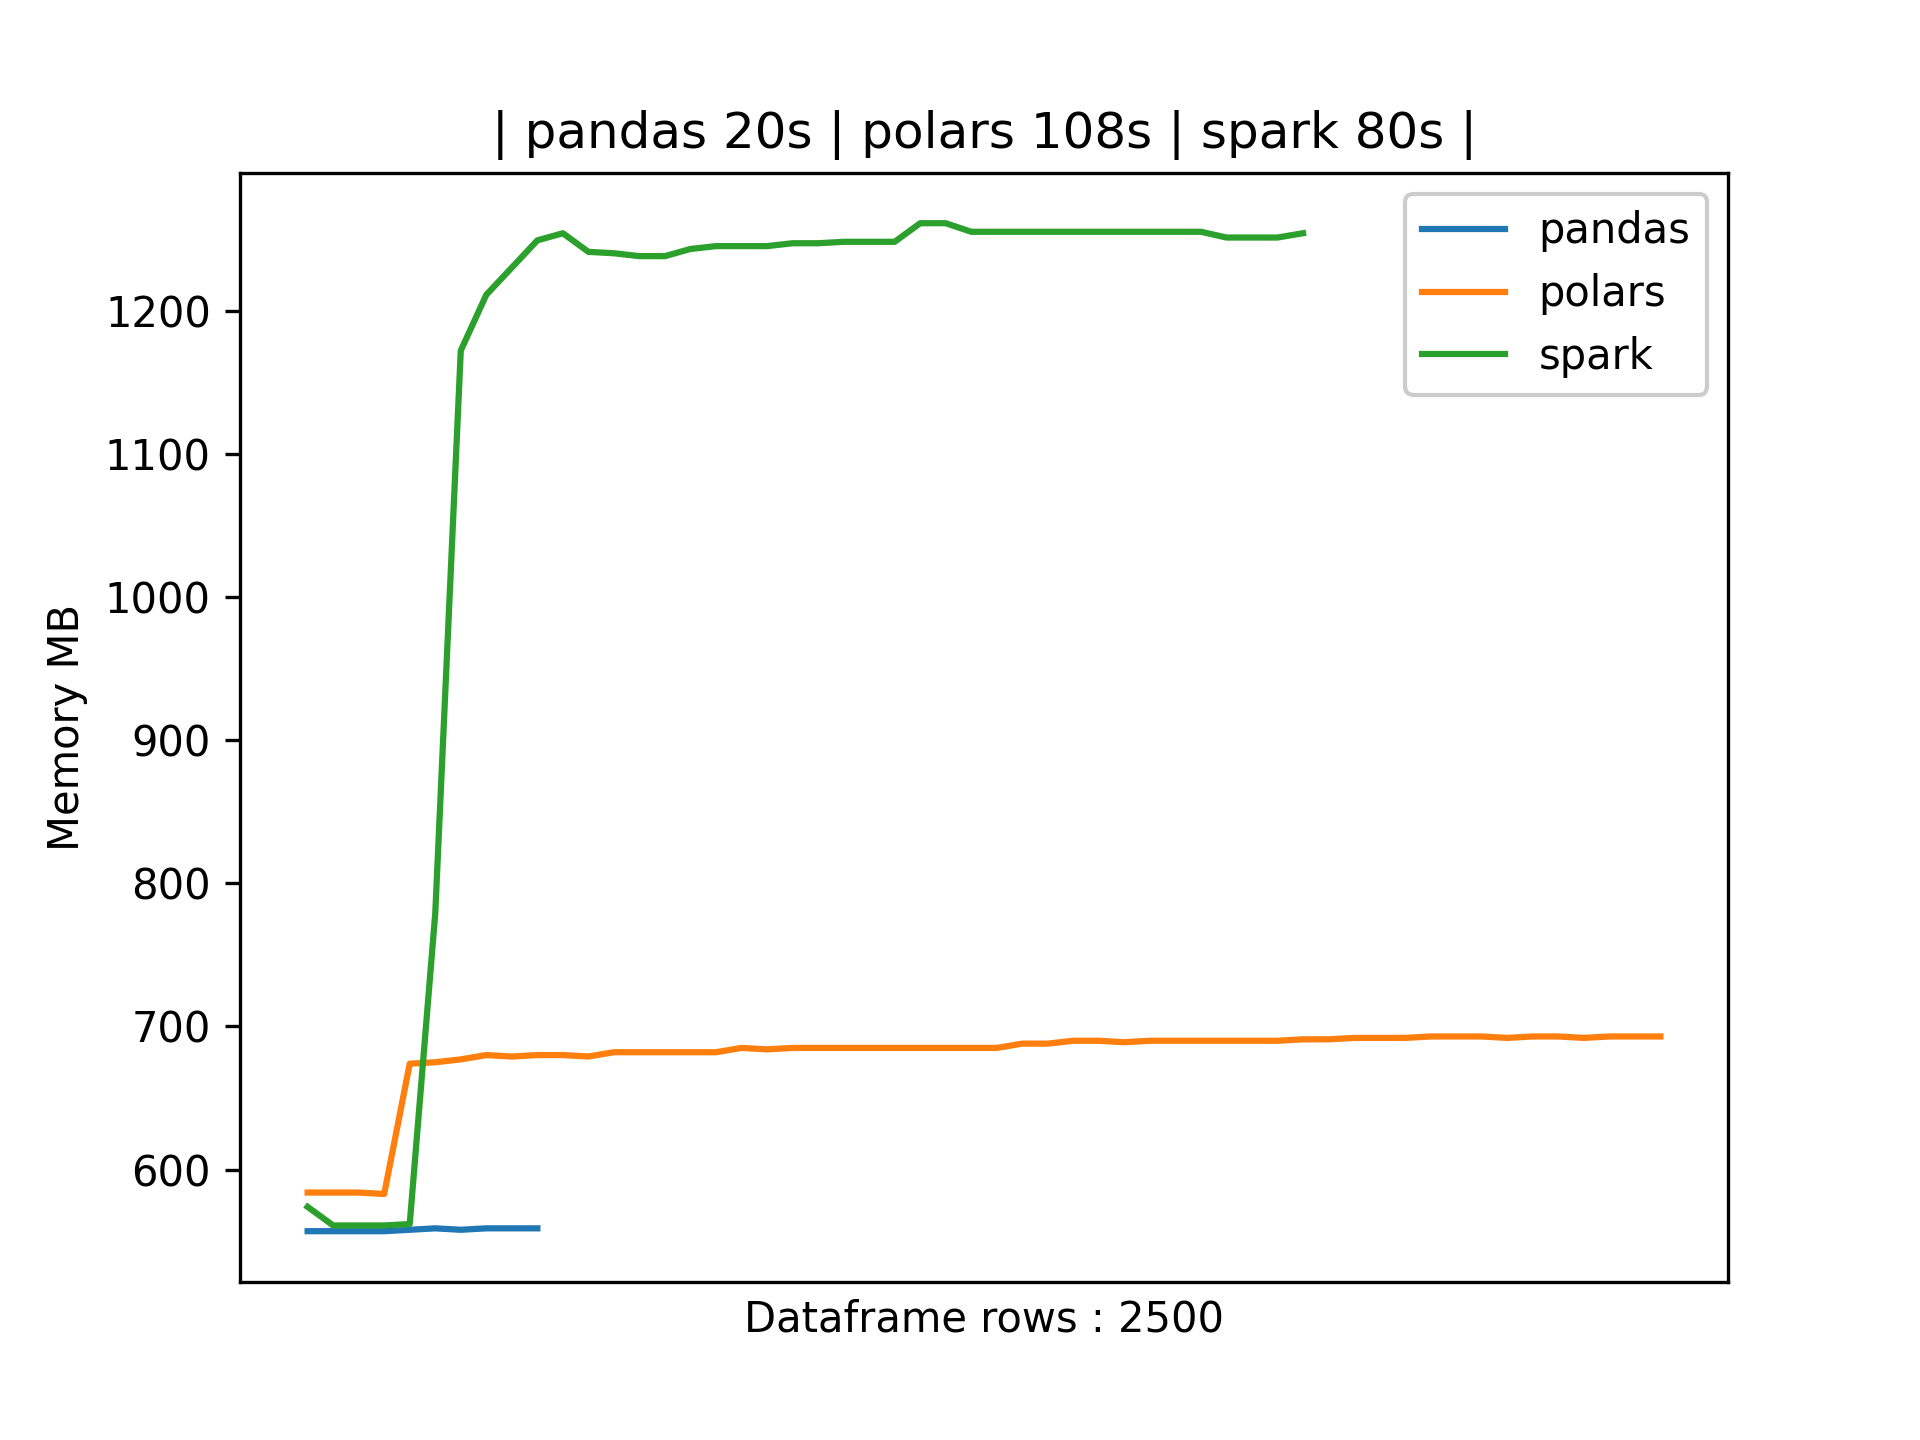 | pandas 20s | polars 108s | spark 80s |
pandas
polars
spark
1200
1100
1000
900
800
700
600
Memory MB
Dataframe rows : 2500